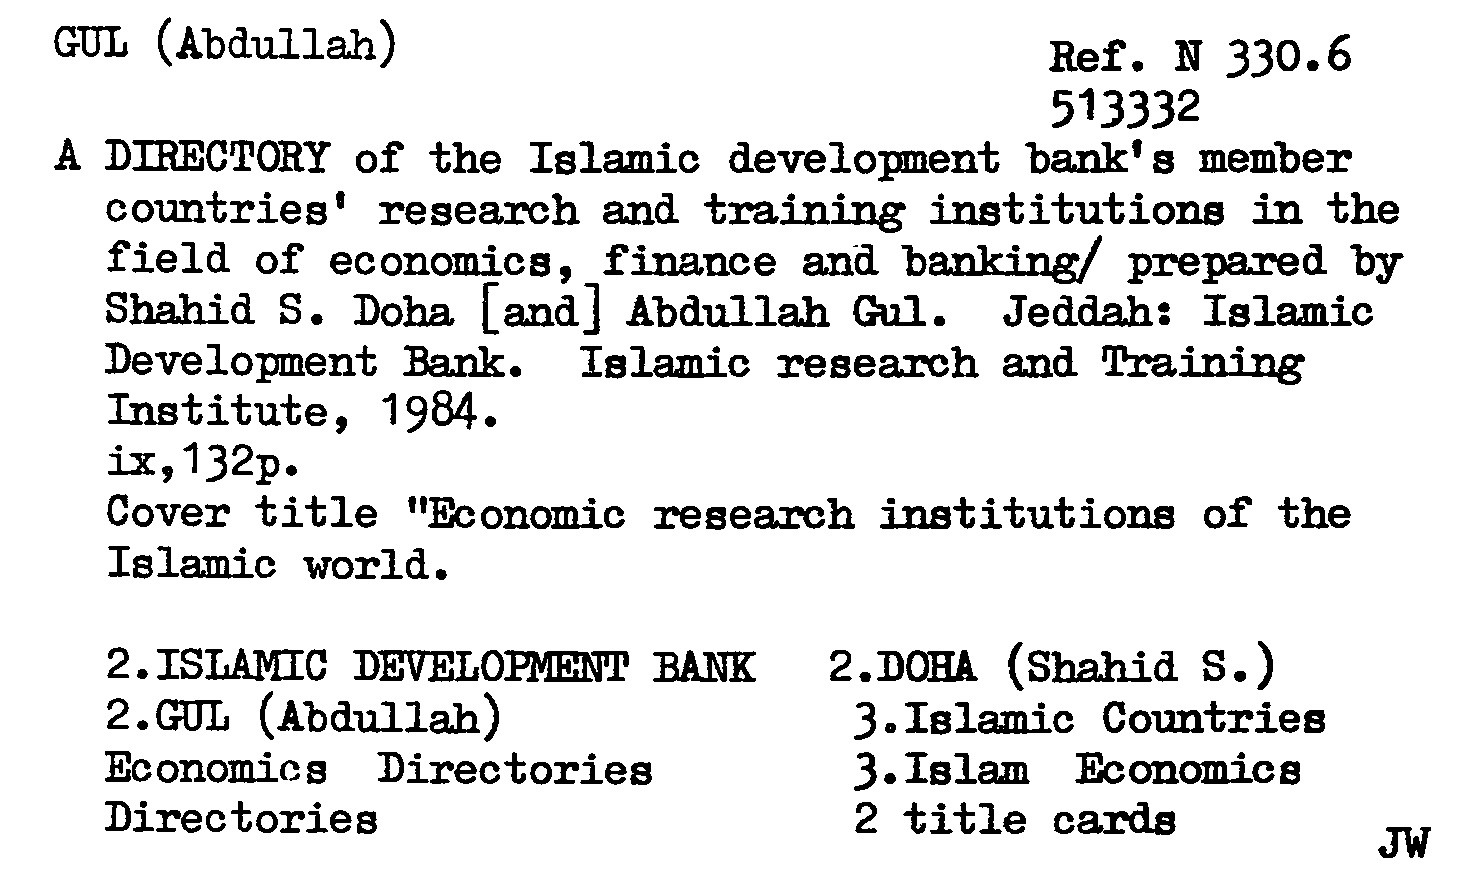 GUL (Abdullah)
Ref. N 330.6
513332
A DIRECTORY of the Islamic development bank's member
countries' research and training institutions in the
field of economics, finance and banking/ prepared by
Shahid S. Doha [and] Abdullah Gul. Jeddah: Islamic
Development Bank. Islamic research and Training
Institute, 1984.
ix,132p.
Cover title "Economic research institutions of the
Islamic world.
2.ISLAMIC DEVELOPMENT BANK 2.DOHA (Shahid S.)
2.GUL (Abdullah) 3.Islamic Countries
Economics Directories 3.Islam Economics
Directories 2 title cards
JW